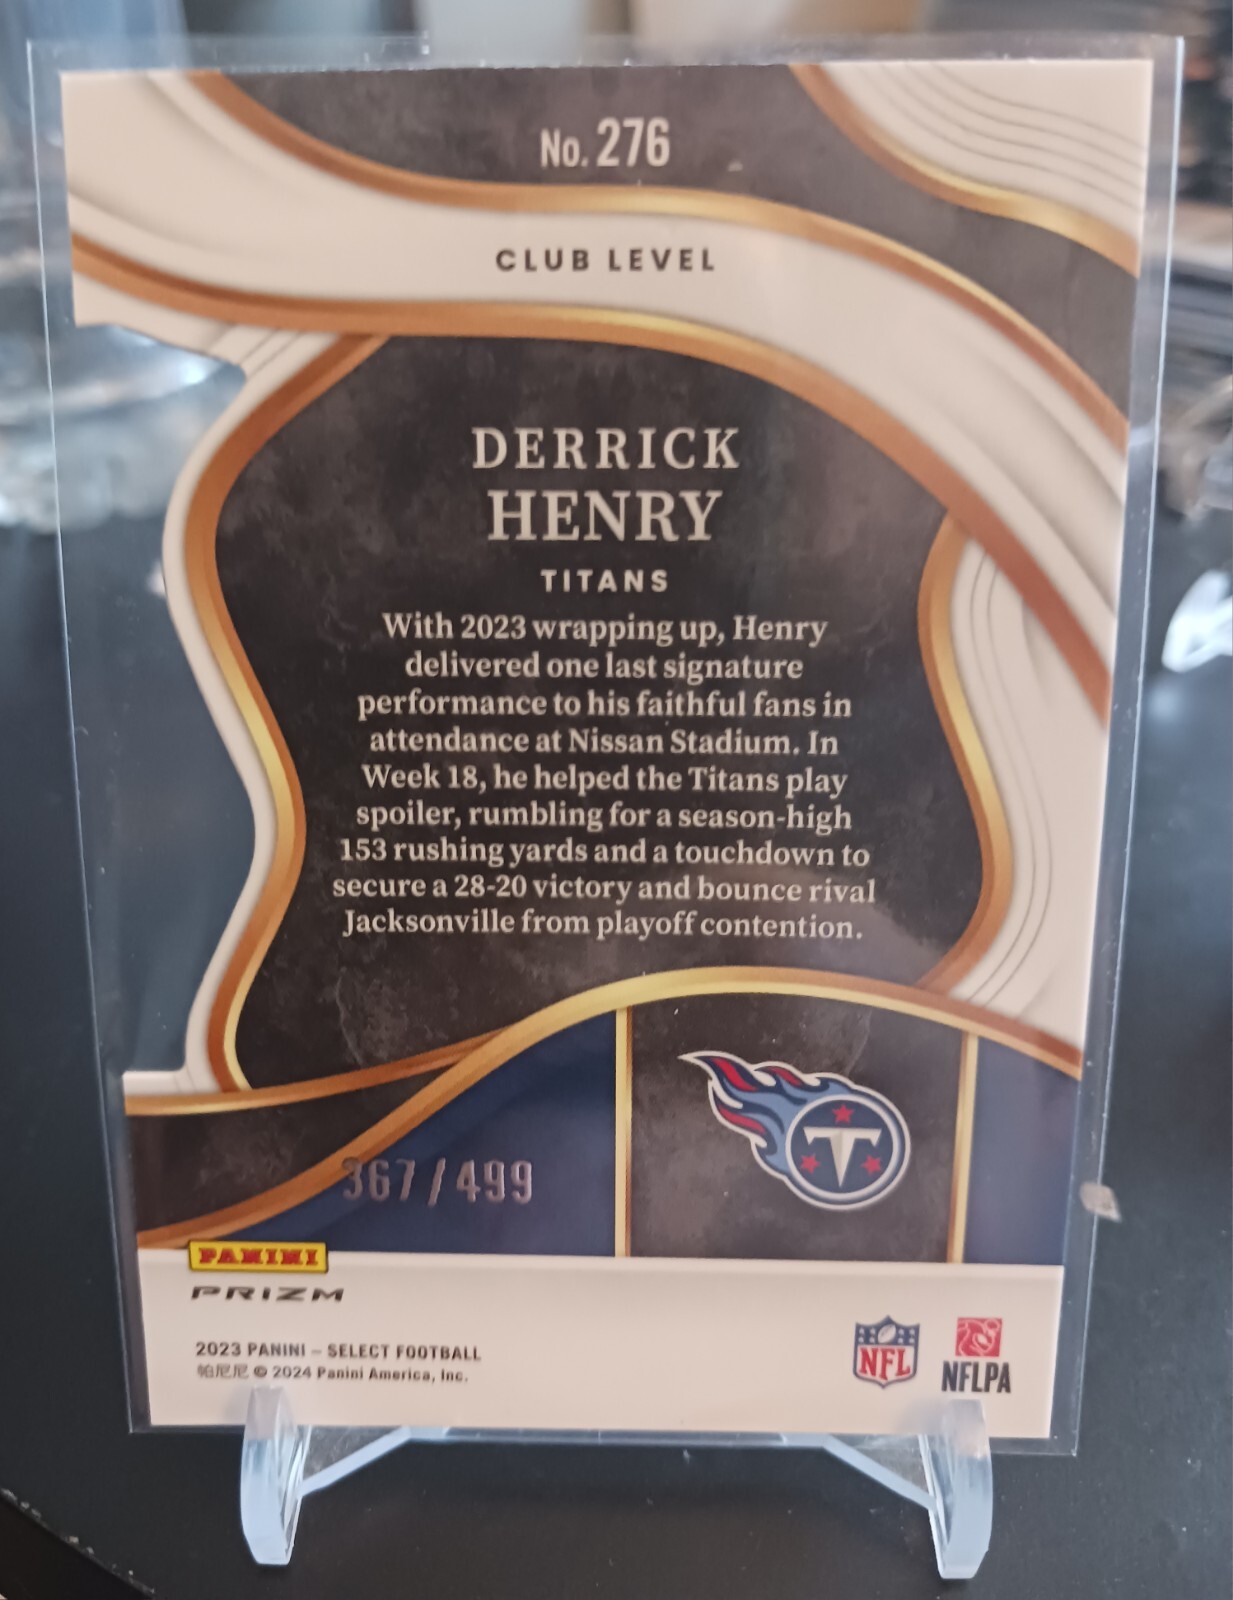 No. 276
CLUB LEVEL
DERRICK
HENRY
TITANS
With 2023 wrapping up, Henry
delivered one last signature
performance to his faithful fans in
attendance at Nissan Stadium. In
Week 18, he helped the Titans play
spoiler, rumbling for a season-high
153 rushing yards and a touchdown to
secure a 28-20 victory and bounce rival
Jacksonville from playoff contention.
T
367/499
PANINI
PRIZM
2023 PANINI – SELECT FOOTBALL
帕尼尼 © 2024 Panini America, Inc.
NFL
NFLPA